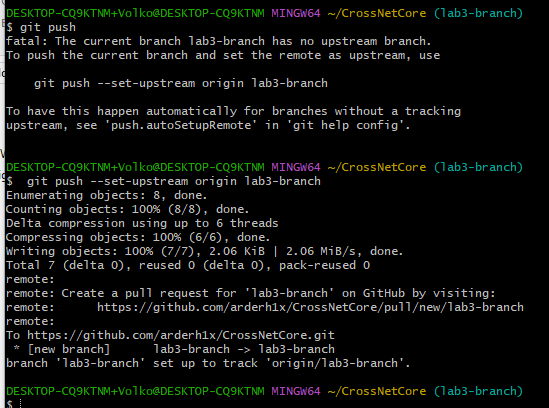 DESKTOP-CQ9KTNM+Volko@DESKTOP-CQ9KTNM MINGW64 ~/CrossNetCore (lab3-branch)
$ git push
fatal: The current branch lab3-branch has no upstream branch.
To push the current branch and set the remote as upstream, use

    git push --set-upstream origin lab3-branch

To have this happen automatically for branches without a tracking
upstream, see 'push.autoSetupRemote' in 'git help config'.

DESKTOP-CQ9KTNM+Volko@DESKTOP-CQ9KTNM MINGW64 ~/CrossNetCore (lab3-branch)
$  git push --set-upstream origin lab3-branch
Enumerating objects: 8, done.
Counting objects: 100% (8/8), done.
Delta compression using up to 6 threads
Compressing objects: 100% (6/6), done.
Writing objects: 100% (7/7), 2.06 KiB | 2.06 MiB/s, done.
Total 7 (delta 0), reused 0 (delta 0), pack-reused 0
remote:
remote: Create a pull request for 'lab3-branch' on GitHub by visiting:
remote:      https://github.com/arderh1x/CrossNetCore/pull/new/lab3-branch
remote:
To https://github.com/arderh1x/CrossNetCore.git
 * [new branch]      lab3-branch -> lab3-branch
branch 'lab3-branch' set up to track 'origin/lab3-branch'.

DESKTOP-CQ9KTNM+Volko@DESKTOP-CQ9KTNM MINGW64 ~/CrossNetCore (lab3-branch)
$